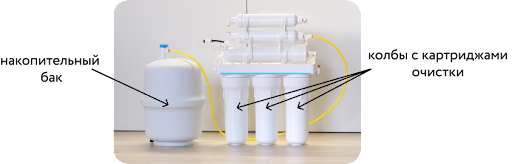 накопительный
бак
колбы с картриджами
очистки